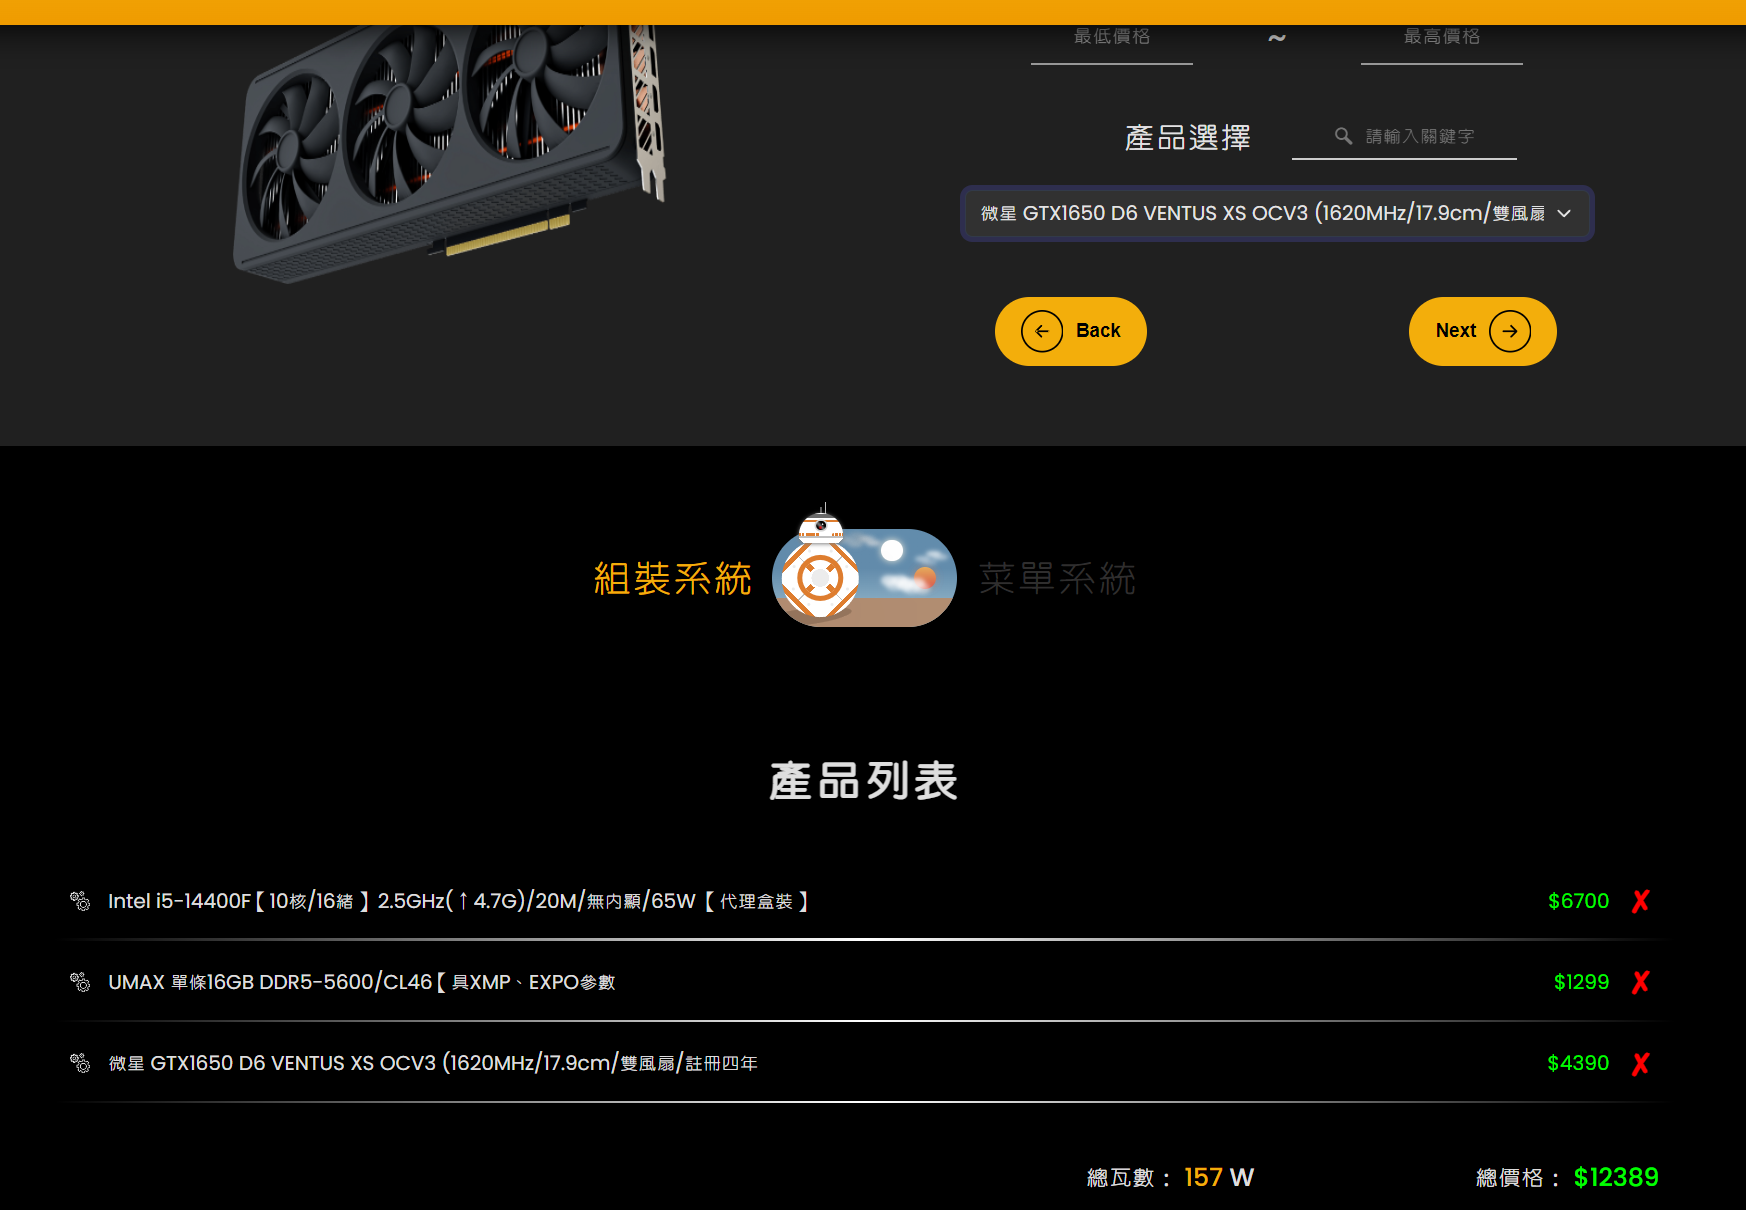 最低價格 ~ 最高價格
產品選擇 請輸入關鍵字
微星 GTX1650 D6 VENTUS XS OCV3 (1620MHz/17.9cm/雙風扇
Back Next
組裝系統 菜單系統
產品列表
Intel i5-14400F【10核/16緒】2.5GHz(↑4.7G)/20M/無內顯/65W【代理盒裝】 $6700 ✘
UMAX 單條16GB DDR5-5600/CL46【具XMP、EXPO參數 $1299 ✘
微星 GTX1650 D6 VENTUS XS OCV3 (1620MHz/17.9cm/雙風扇/註冊四年 $4390 ✘
總瓦數： 157 W 總價格： $12389